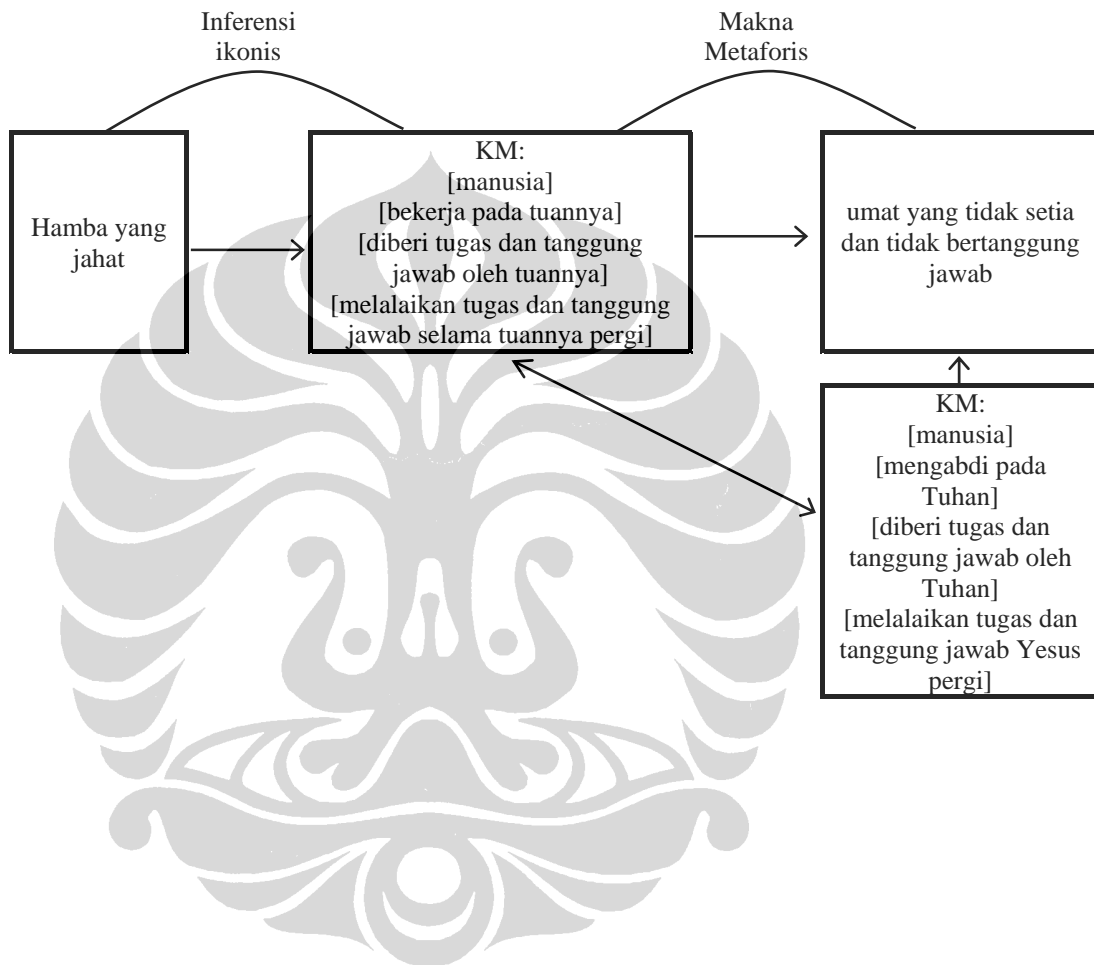 Inferensi
ikonis
Makna
Metaforis
Hamba yang
jahat
KM:
[manusia]
[bekerja pada tuannya]
[diberi tugas dan tanggung
jawab oleh tuannya]
[melalaikan tugas dan tanggung
jawab selama tuannya pergi]
umat yang tidak setia
dan tidak bertanggung
jawab
KM:
[manusia]
[mengabdi pada
Tuhan]
[diberi tugas dan
tanggung jawab oleh
Tuhan]
[melalaikan tugas dan
tanggung jawab Yesus
pergi]